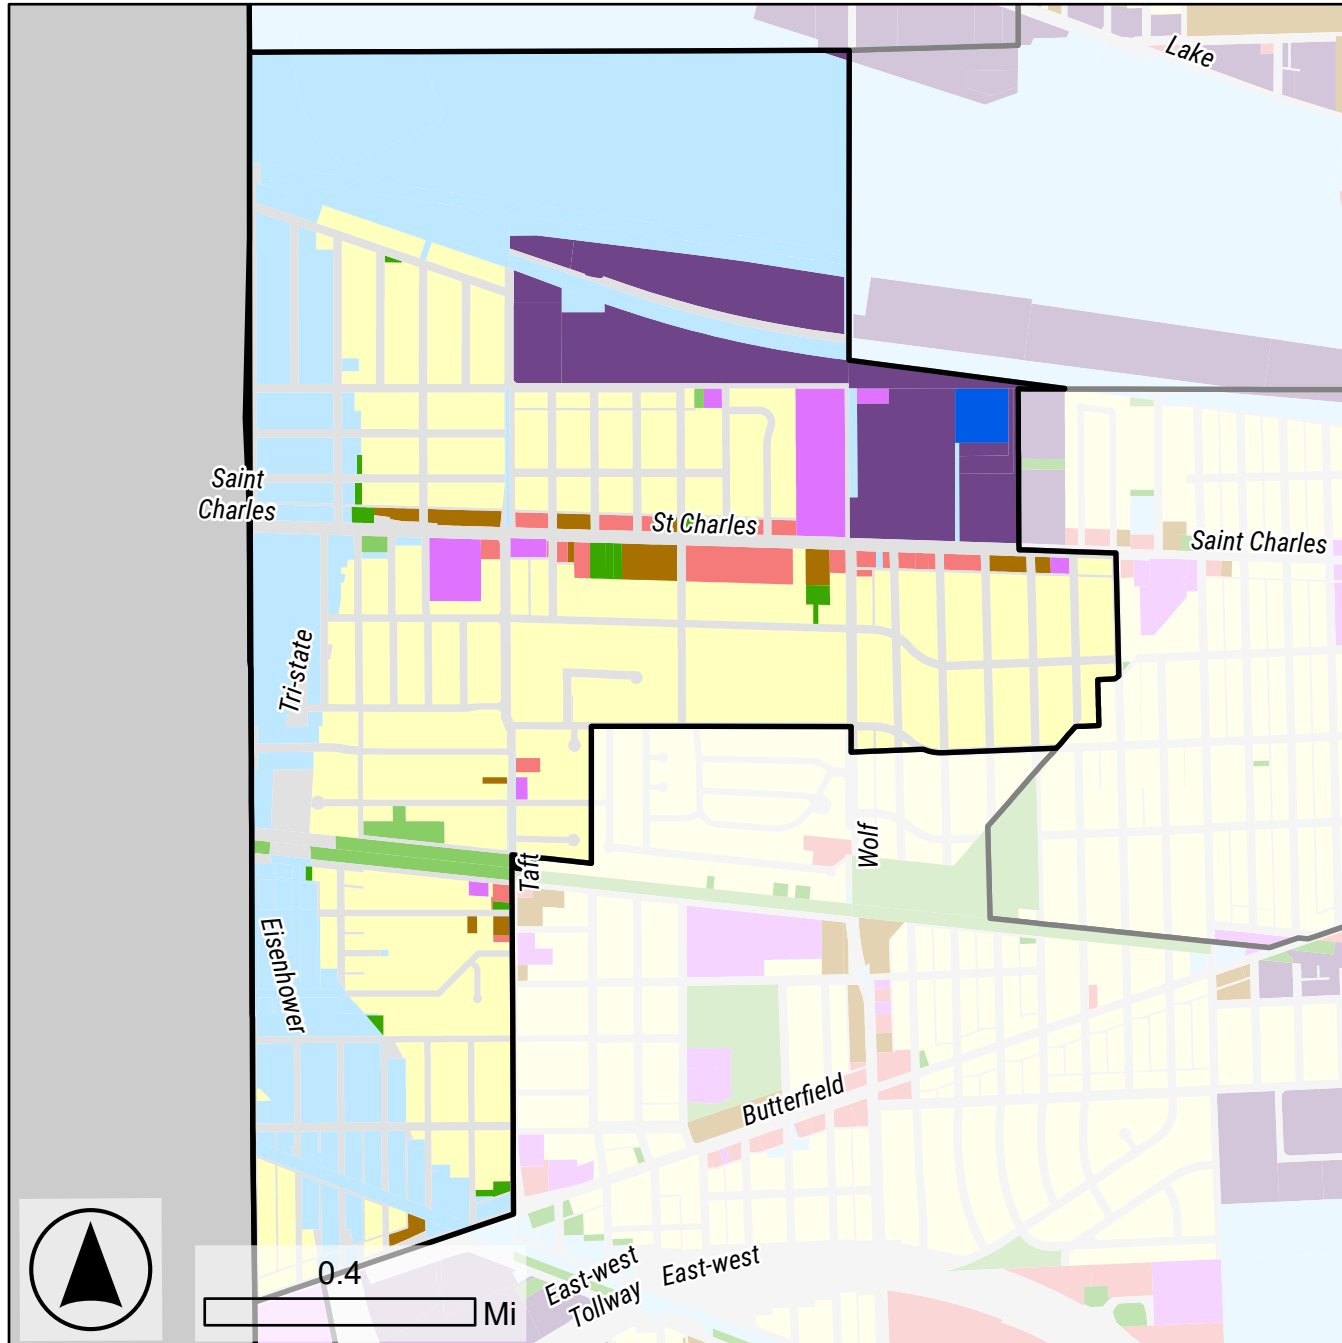 Lake
Saint
Charles
St Charles
Saint Charles
Tri-state
Wolf
Taft
Eisenhower
Butterfield
East-west
Tollway
East-west
0.4
Mi